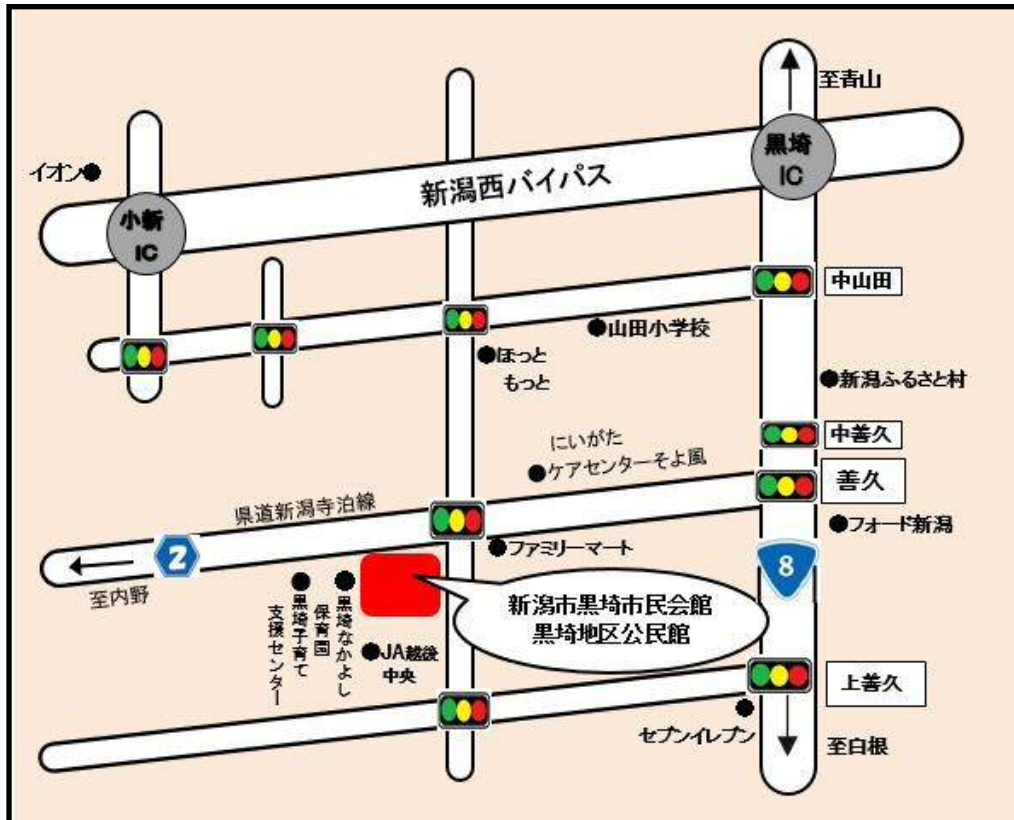 至青山
黒埼
IC
イオン
新潟西バイパス
小新
IC
中山田
山田小学校
ほっと
もっと
新潟ふるさと村
中善久
にいがた
ケアセンターそよ風
善久
県道新潟寺泊線
フォード新潟
2
ファミリーマート
8
至内野
新潟市黒埼市民会館
黒埼地区公民館
黒埼なかよし
保育園
黒埼子育て
支援センター
JA越後
中央
上善久
セブンイレブン
至白根